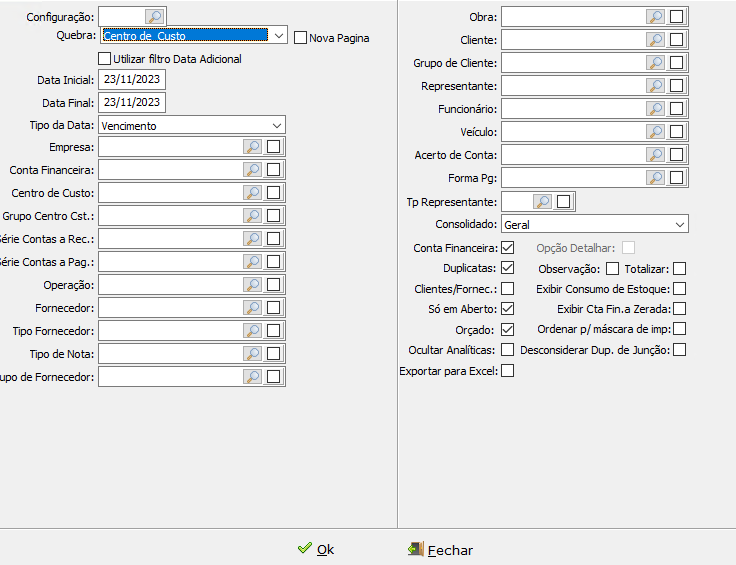 Configuração:
Quebra: Centro de Custo Nova Pagina
Utilizar filtro Data Adicional
Data Inicial: 23/11/2023
Data Final: 23/11/2023
Tipo da Data: Vencimento
Empresa:
Conta Financeira:
Centro de Custo:
Grupo Centro Cst.:
Série Contas a Rec.:
Série Contas a Pag.:
Operação:
Fornecedor:
Tipo Fornecedor:
Tipo de Nota:
upo de Fornecedor:
Obra:
Cliente:
Grupo de Cliente:
Representante:
Funcionário:
Veículo:
Acerto de Conta:
Forma Pg:
Tp Representante:
Consolidado: Geral
Conta Financeira: Opção Detalhar:
Duplicatas: Observação: Totalizar:
Clientes/Fornec.: Exibir Consumo de Estoque:
Só em Aberto: Exibir Cta Fin.a Zerada:
Orçado: Ordenar p/ máscara de imp:
Ocultar Analíticas: Desconsiderar Dup. de Junção:
Exportar para Excel:
Ok Fechar